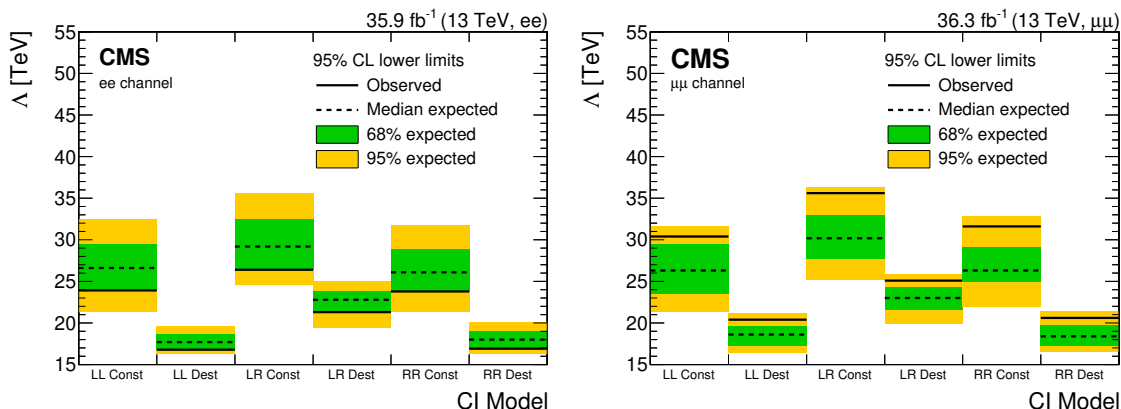 35.9 fb⁻¹ (13 TeV, ee)
Λ [TeV]
55
50
45
40
35
30
25
20
15
CMS
ee channel
95% CL lower limits
Observed
Median expected
68% expected
95% expected
LL Const LL Dest LR Const LR Dest RR Const RR Dest
CI Model
36.3 fb⁻¹ (13 TeV, μμ)
Λ [TeV]
55
50
45
40
35
30
25
20
15
CMS
μμ channel
95% CL lower limits
Observed
Median expected
68% expected
95% expected
LL Const LL Dest LR Const LR Dest RR Const RR Dest
CI Model